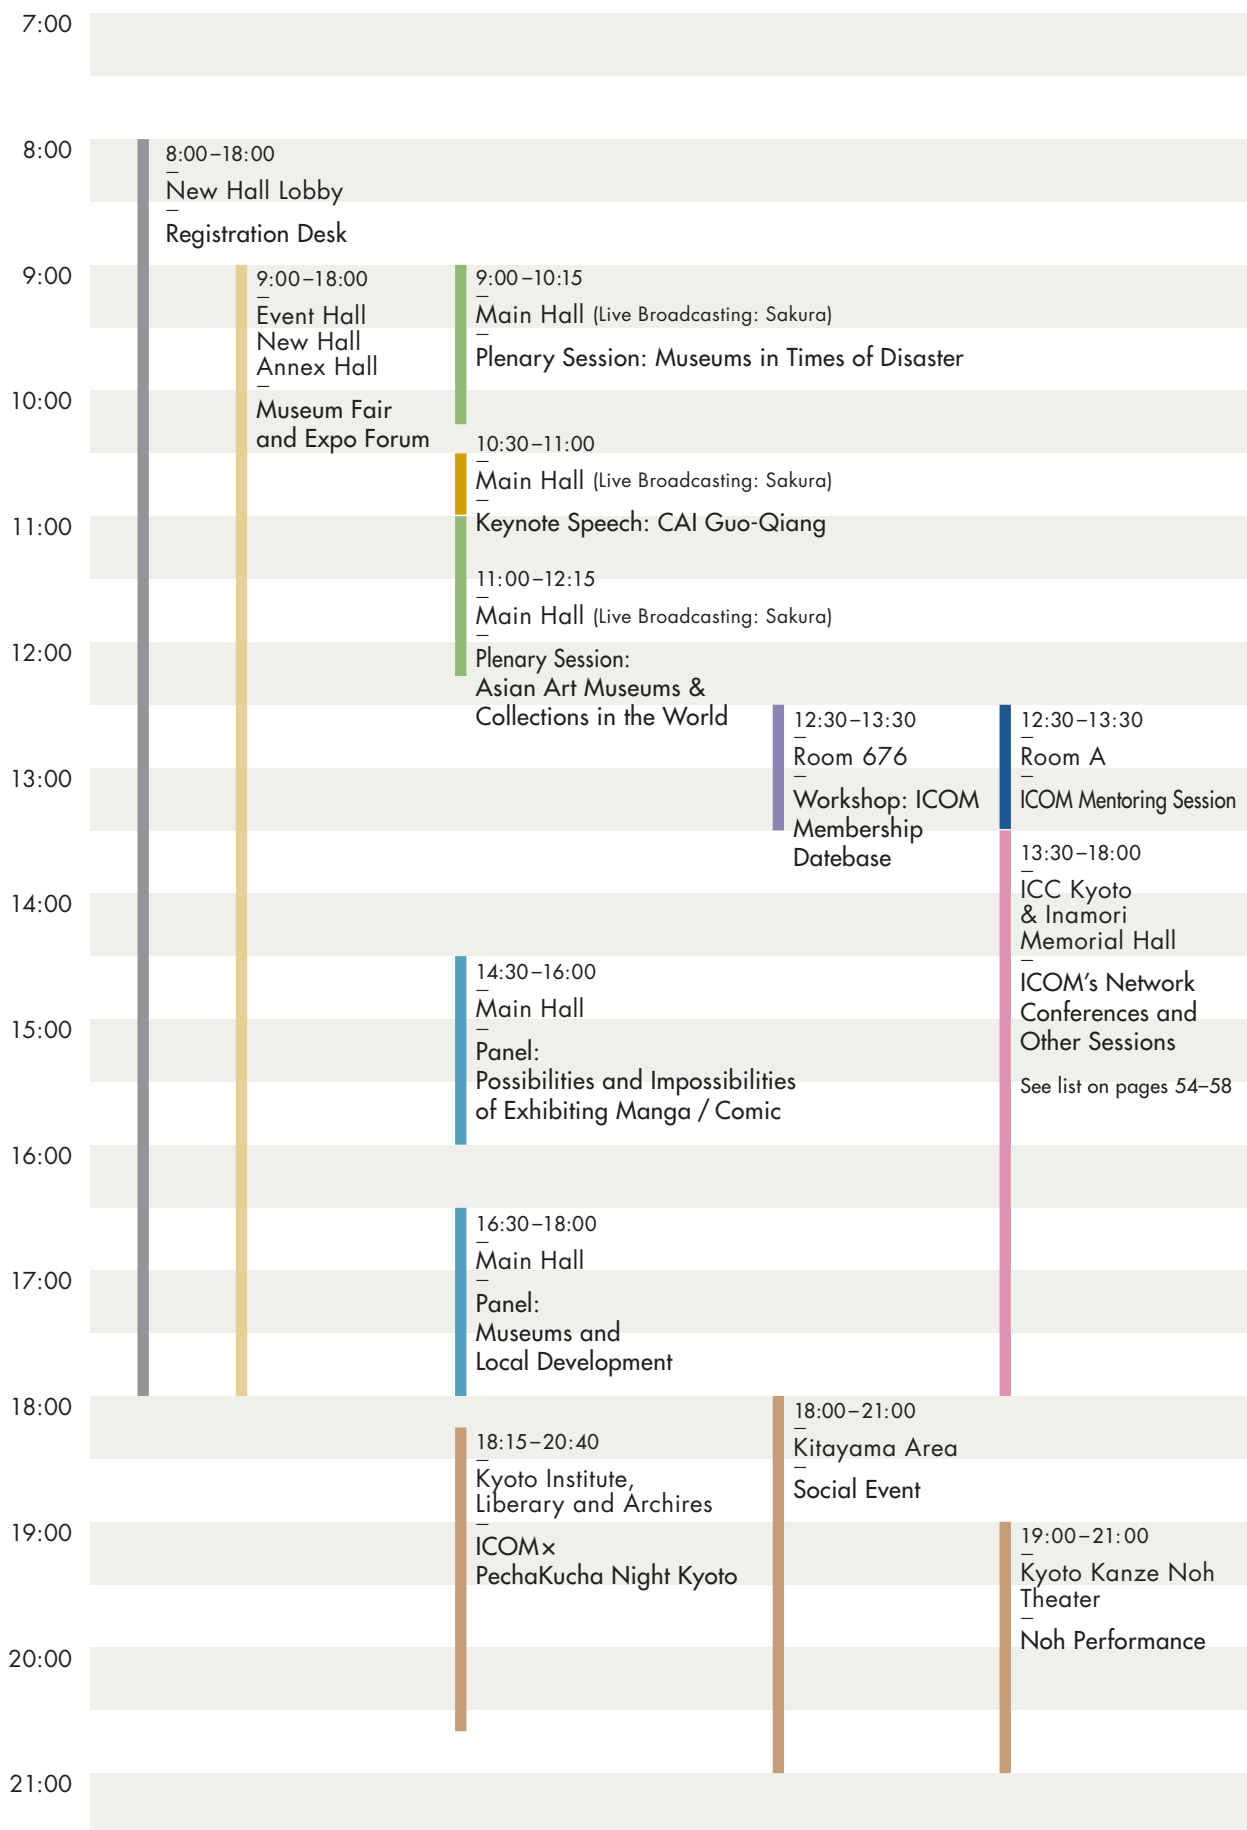 7:00
8:00
8:00–18:00
New Hall Lobby
Registration Desk
9:00
9:00–18:00
Event Hall
New Hall
Annex Hall
Museum Fair
and Expo Forum
9:00–10:15
Main Hall (Live Broadcasting: Sakura)
Plenary Session: Museums in Times of Disaster
10:00
10:30–11:00
Main Hall (Live Broadcasting: Sakura)
Keynote Speech: CAI Guo-Qiang
11:00
11:00–12:15
Main Hall (Live Broadcasting: Sakura)
Plenary Session:
Asian Art Museums &
Collections in the World
12:00
12:30–13:30
Room 676
Workshop: ICOM
Membership
Datebase
12:30–13:30
Room A
ICOM Mentoring Session
13:00
13:30–18:00
ICC Kyoto
& Inamori
Memorial Hall
ICOM’s Network
Conferences and
Other Sessions
See list on pages 54–58
14:00
14:30–16:00
Main Hall
Panel:
Possibilities and Impossibilities
of Exhibiting Manga / Comic
15:00
16:00
16:30–18:00
Main Hall
Panel:
Museums and
Local Development
17:00
18:00
18:15–20:40
Kyoto Institute,
Liberary and Archires
ICOM×
PechaKucha Night Kyoto
18:00–21:00
Kitayama Area
Social Event
19:00
19:00–21:00
Kyoto Kanze Noh
Theater
Noh Performance
20:00
21:00